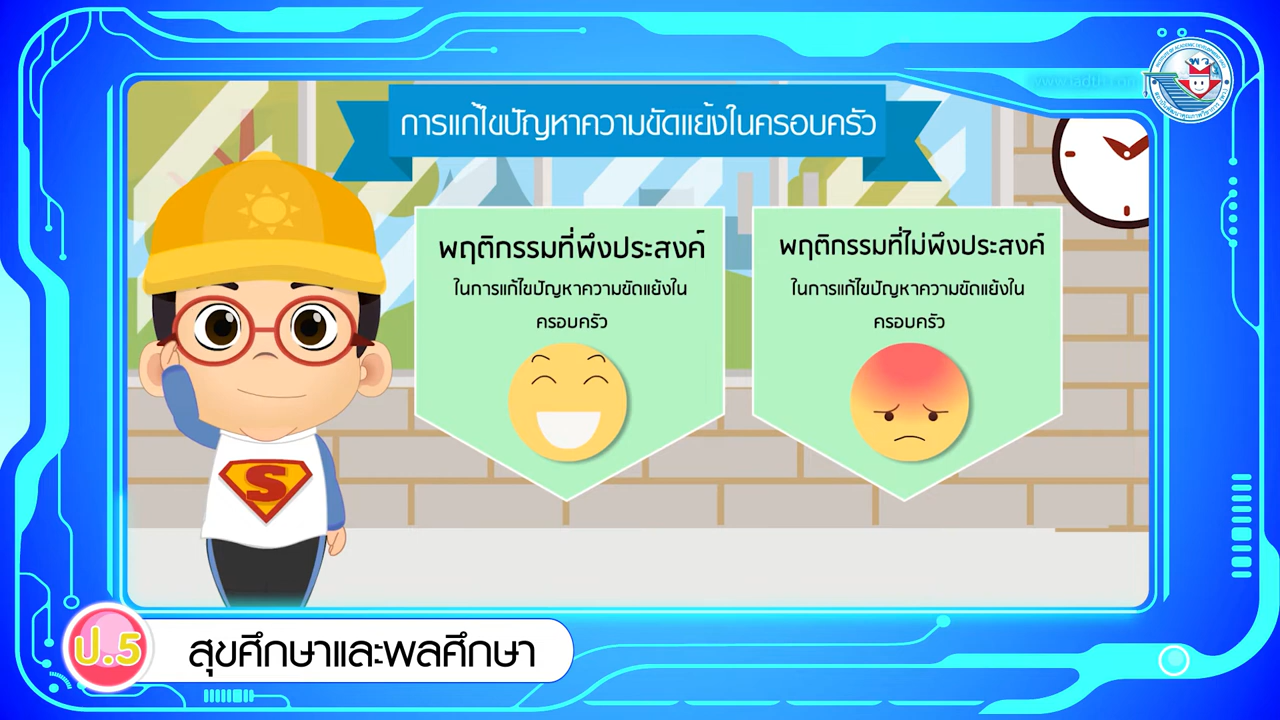 www.iadth.com
พว
การแก้ไขปัญหาความขัดแย้งในครอบครัว
พฤติกรรมที่พึงประสงค์
ในการแก้ไขปัญหาความขัดแย้งใน
ครอบครัว
พฤติกรรมที่ไม่พึงประสงค์
ในการแก้ไขปัญหาความขัดแย้งใน
ครอบครัว
S
ป.5
สุขศึกษาและพลศึกษา